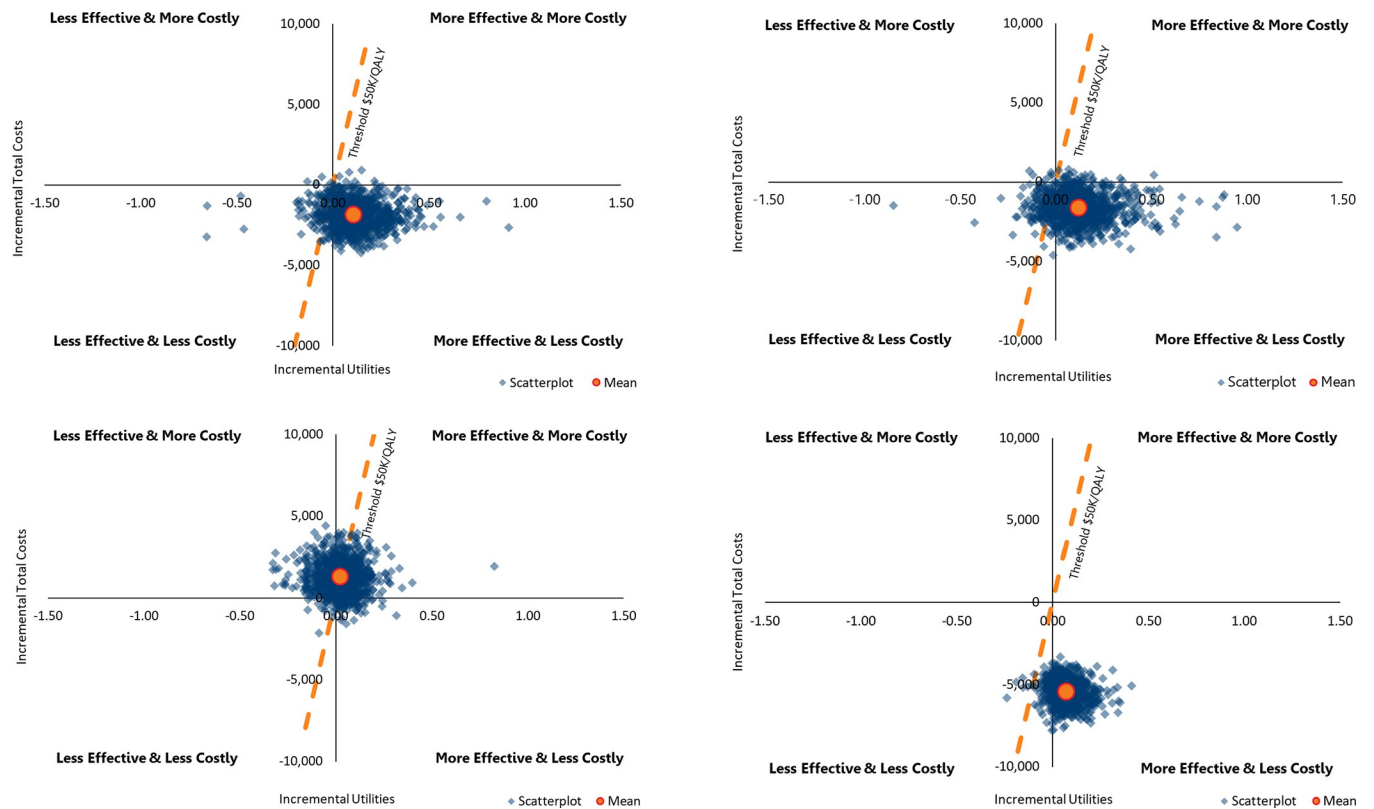 Less Effective & More Costly
10,000
More Effective & More Costly
5,000
Threshold $50K/QALY
Incremental Total Costs
0
-1.50
-1.00
-0.50
0.00
0.50
1.00
1.50
-5,000
Less Effective & Less Costly
-10,000
More Effective & Less Costly
Incremental Utilities
Scatterplot
Mean
Less Effective & More Costly
10,000
More Effective & More Costly
5,000
Threshold $50K/QALY
Incremental Total Costs
0
-1.50
-1.00
-0.50
0.00
0.50
1.00
1.50
-5,000
Less Effective & Less Costly
-10,000
More Effective & Less Costly
Incremental Utilities
Scatterplot
Mean
Less Effective & More Costly
10,000
More Effective & More Costly
5,000
Threshold $50K/QALY
Incremental Total Costs
0
-1.50
-1.00
-0.50
0.00
0.50
1.00
1.50
-5,000
Less Effective & Less Costly
-10,000
More Effective & Less Costly
Incremental Utilities
Scatterplot
Mean
Less Effective & More Costly
10,000
More Effective & More Costly
5,000
Threshold $50K/QALY
Incremental Total Costs
0
-1.50
-1.00
-0.50
0.00
0.50
1.00
1.50
-5,000
Less Effective & Less Costly
-10,000
More Effective & Less Costly
Incremental Utilities
Scatterplot
Mean